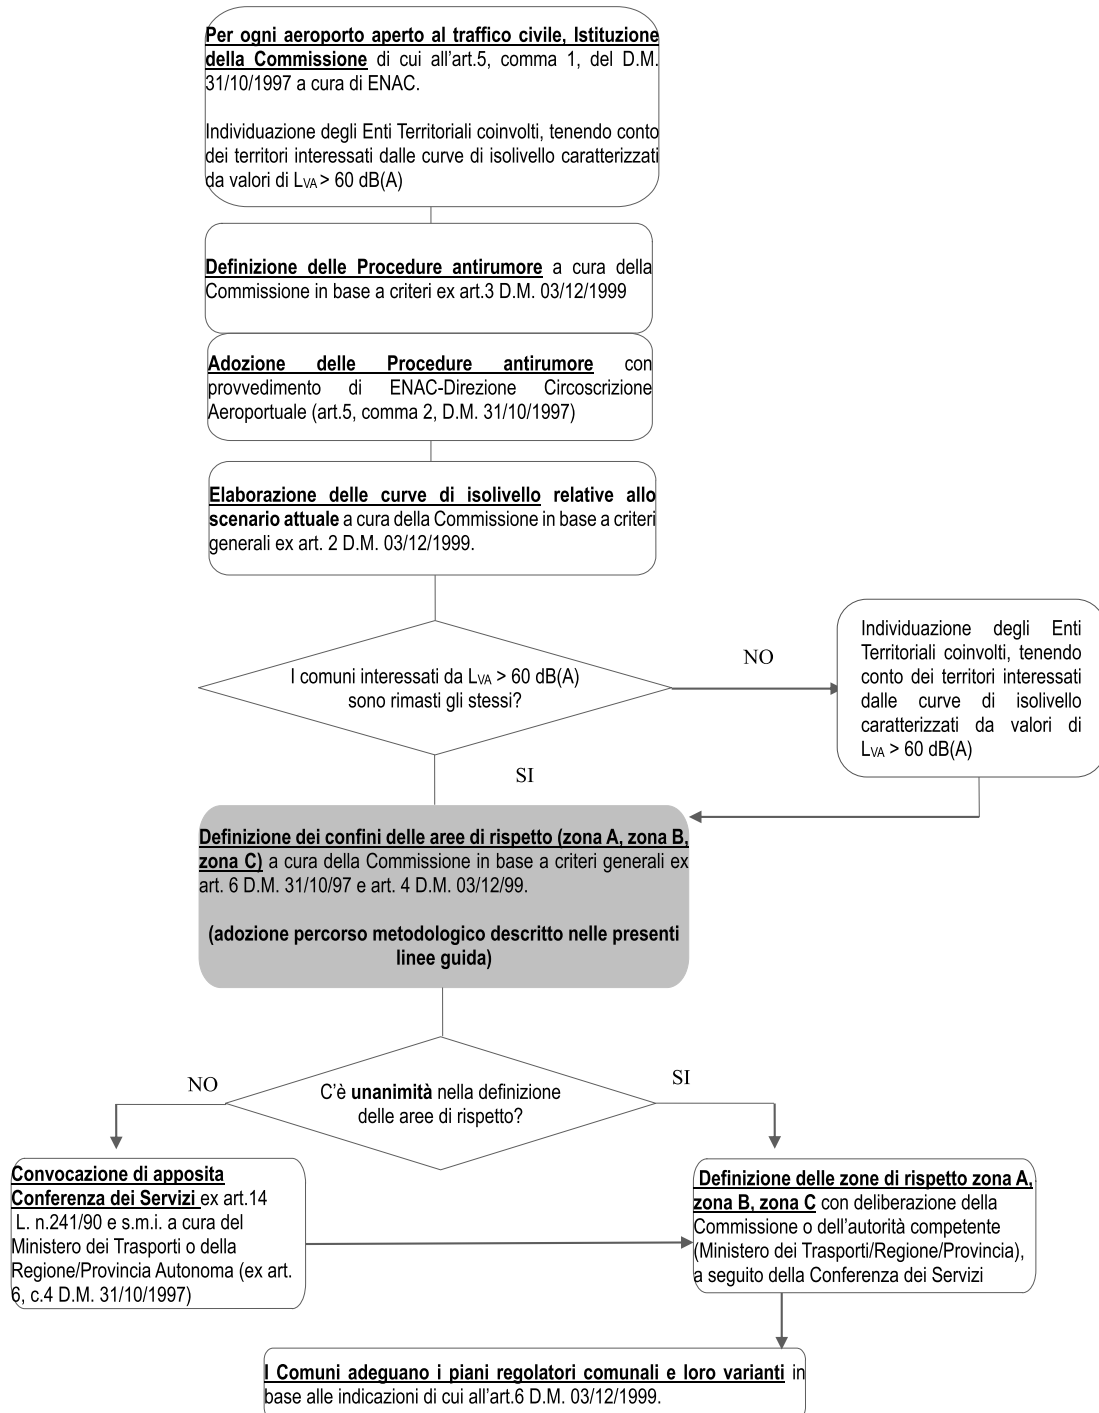 Per ogni aeroporto aperto al traffico civile, Istituzione
della Commissione di cui all'art.5, comma 1, del D.M.
31/10/1997 a cura di ENAC.
Individuazione degli Enti Territoriali coinvolti, tenendo conto
dei territori interessati dalle curve di isolivello caratterizzati
da valori di LVA > 60 dB(A)
Definizione delle Procedure antirumore a cura della
Commissione in base a criteri ex art.3 D.M. 03/12/1999
Adozione delle Procedure antirumore con
provvedimento di ENAC-Direzione Circoscrizione
Aeroportuale (art.5, comma 2, D.M. 31/10/1997)
Elaborazione delle curve di isolivello relative allo
scenario attuale a cura della Commissione in base a criteri
generali ex art. 2 D.M. 03/12/1999.
I comuni interessati da LVA > 60 dB(A)
sono rimasti gli stessi?
NO
Individuazione degli Enti
Territoriali coinvolti, tenendo
conto dei territori interessati
dalle curve di isolivello
caratterizzati da valori di
LVA > 60 dB(A)
SI
Definizione dei confini delle aree di rispetto (zona A, zona B,
zona C) a cura della Commissione in base a criteri generali ex
art. 6 D.M. 31/10/97 e art. 4 D.M. 03/12/99.
(adozione percorso metodologico descritto nelle presenti
linee guida)
C'è unanimità nella definizione
delle aree di rispetto?
NO
SI
Convocazione di apposita
Conferenza dei Servizi ex art.14
L. n.241/90 e s.m.i. a cura del
Ministero dei Trasporti o della
Regione/Provincia Autonoma (ex art.
6, c.4 D.M. 31/10/1997)
Definizione delle zone di rispetto zona A,
zona B, zona C con deliberazione della
Commissione o dell'autorità competente
(Ministero dei Trasporti/Regione/Provincia),
a seguito della Conferenza dei Servizi
I Comuni adeguano i piani regolatori comunali e loro varianti in
base alle indicazioni di cui all'art.6 D.M. 03/12/1999.